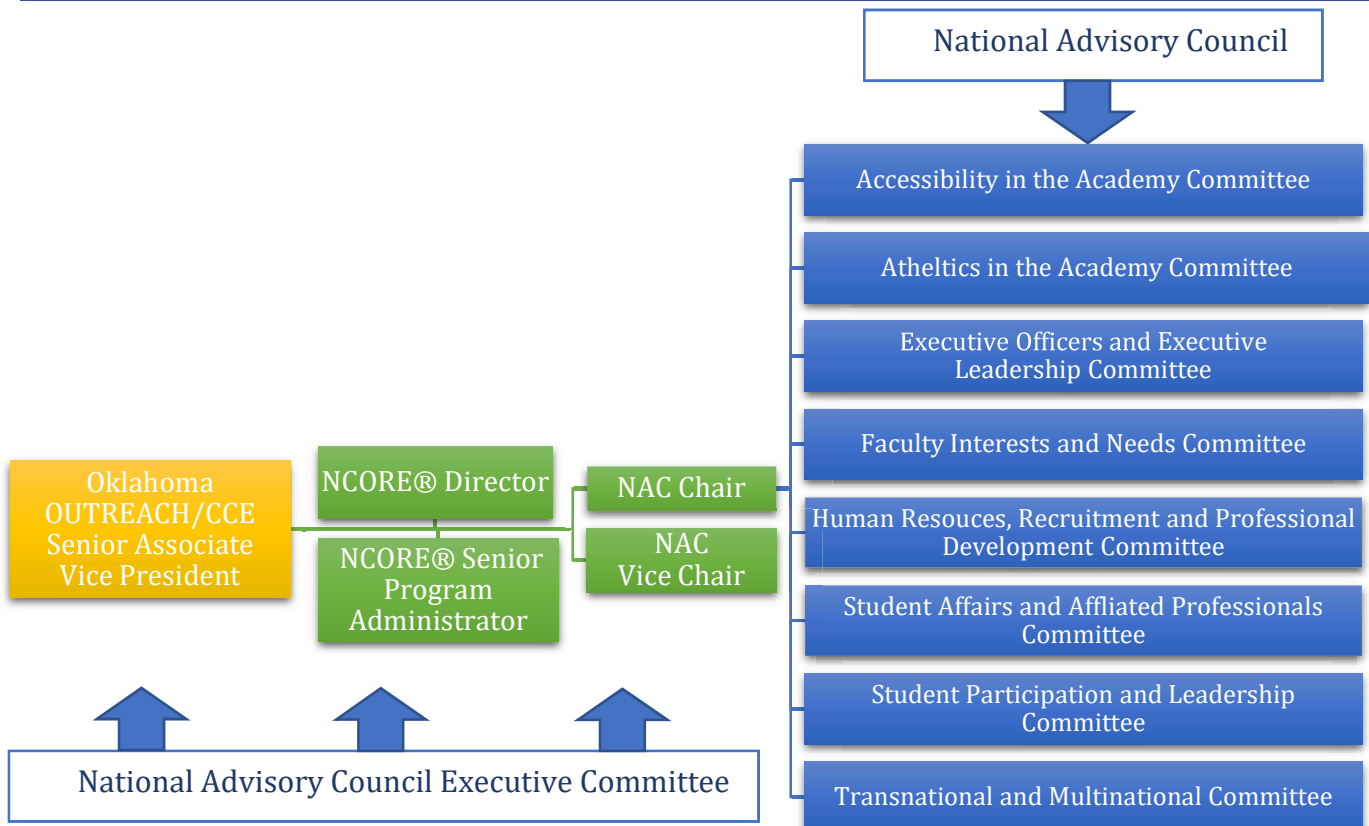 National Advisory Council
Accessibility in the Academy Committee
Atheltics in the Academy Committee
Executive Officers and Executive
Leadership Committee
Faculty Interests and Needs Committee
Human Resouces, Recruitment and Professional
Development Committee
Student Affairs and Affliated Professionals
Committee
Student Participation and Leadership
Committee
Transnational and Multinational Committee
Oklahoma
OUTREACH/CCE
Senior Associate
Vice President
NCORE® Director
NCORE® Senior
Program
Administrator
NAC Chair
NAC
Vice Chair
National Advisory Council Executive Committee